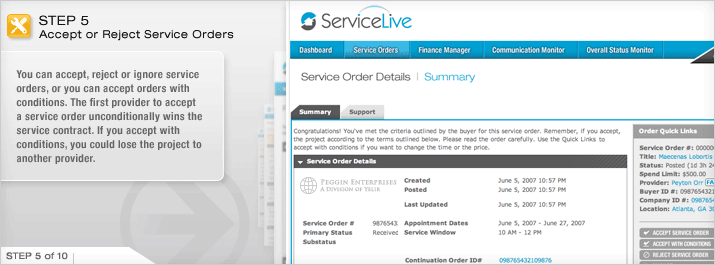 STEP 5
Accept or Reject Service Orders
You can accept, reject or ignore service
orders, or you can accept orders with
conditions. The first provider to accept
a service order unconditionally wins the
service contract. If you accept with
conditions, you could lose the project to
another provider.
STEP 5 of 10
ServiceLive
Dashboard Service Orders Finance Manager Communication Monitor Overall Status Monitor
Service Order Details | Summary
Summary Support
Congratulations! You've met the criteria outlined by the buyer for this service order. Remember, if you accept,
the project according to the terms outlined below. Please read the order carefully. Use the Quick Links to
accept with conditions if you want to change the time or the price.
Service Order Details
PEGGIN ENTERPRISES
A DIVISION OF YELIR
Created June 5, 2007 10:57 PM
Posted June 5, 2007 10:57 PM
Last Updated June 5, 2007 10:57 PM
Service Order # 9876543 Appointment Dates June 5, 2007 – June 27, 2007
Primary Status Received Service Window 10 AM – 12 PM
Substatus
Continuation Order ID# 098765432109876
Order Quick Links
Service Order #: 00000
Title: Maecenas Lobortis
Status: Posted (1d 3h 24
Spend Limit: $500.00
Provider: Peyton Orr FA
Buyer ID #: 0987654321
Company ID #: 0987654
Location: Atlanta, GA 3
ACCEPT SERVICE ORDER
ACCEPT WITH CONDITIONS
REJECT SERVICE ORDER